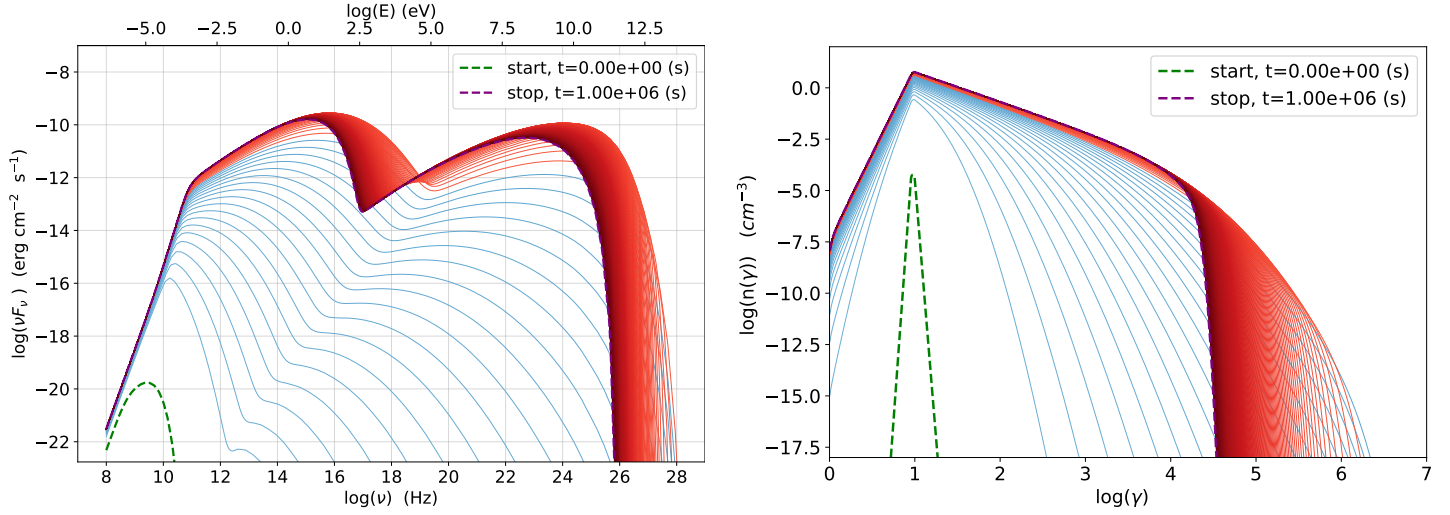 log(E) (eV)
−5.0 −2.5 0.0 2.5 5.0 7.5 10.0 12.5
start, t=0.00e+00 (s)
stop, t=1.00e+06 (s)
−8
−10
−12
−14
−16
−18
−20
−22
log(νFν) (erg cm−2 s−1)
8 10 12 14 16 18 20 22 24 26 28
log(ν) (Hz)
start, t=0.00e+00 (s)
stop, t=1.00e+06 (s)
0.0
−2.5
−5.0
−7.5
−10.0
−12.5
−15.0
−17.5
log(n(γ)) (cm−3)
0 1 2 3 4 5 6 7
log(γ)